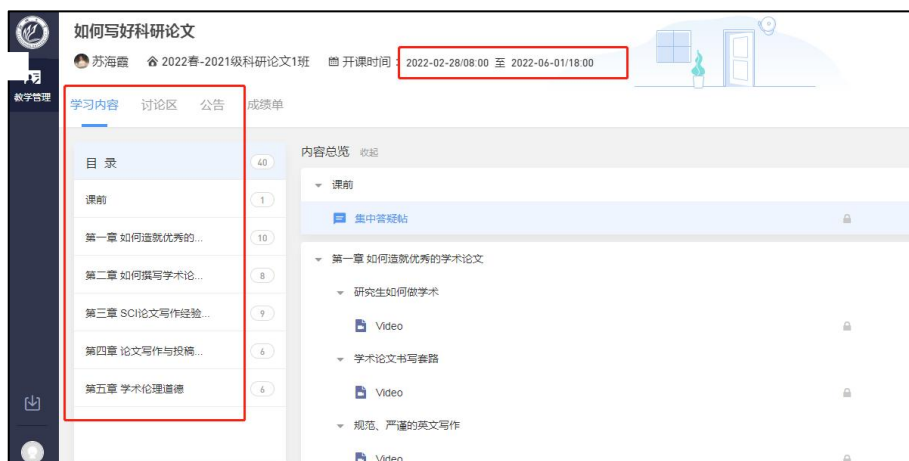 如何写好科研论文
苏海霞 2022春-2021级科研论文1班 开课时间: 2022-02-28/08:00 至 2022-06-01/18:00
教学管理
学习内容 讨论区 公告 成绩单
目 录 40
课前 1
第一章 如何造就优秀的... 10
第二章 如何撰写学术论... 8
第三章 SCI论文写作经验... 9
第四章 论文写作与投稿... 6
第五章 学术伦理道德 6
内容总览 收起
课前
集中答疑帖
第一章 如何造就优秀的学术论文
研究生如何做学术
Video
学术论文书写套路
Video
规范、严谨的英文写作
Video